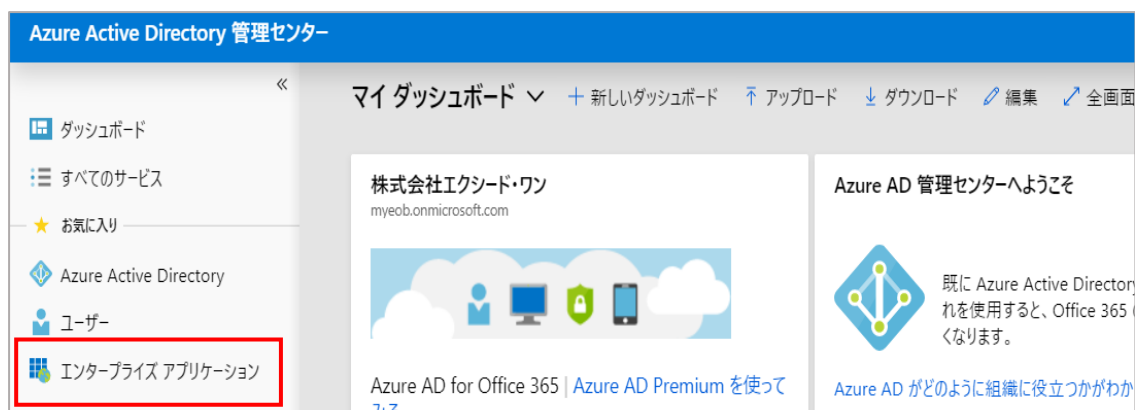 Azure Active Directory 管理センター
«
マイ ダッシュボード
新しいダッシュボード
アップロード
ダウンロード
編集
全画面
ダッシュボード
すべてのサービス
お気に入り
Azure Active Directory
ユーザー
エンタープライズ アプリケーション
株式会社エクシード・ワン
myeob.onmicrosoft.com
Azure AD for Office 365 | Azure AD Premium を使って
Azure AD 管理センターへようこそ
既に Azure Active Directory
れを使用すると、Office 365
くなります。
Azure AD がどのように組織に役立つかがわか